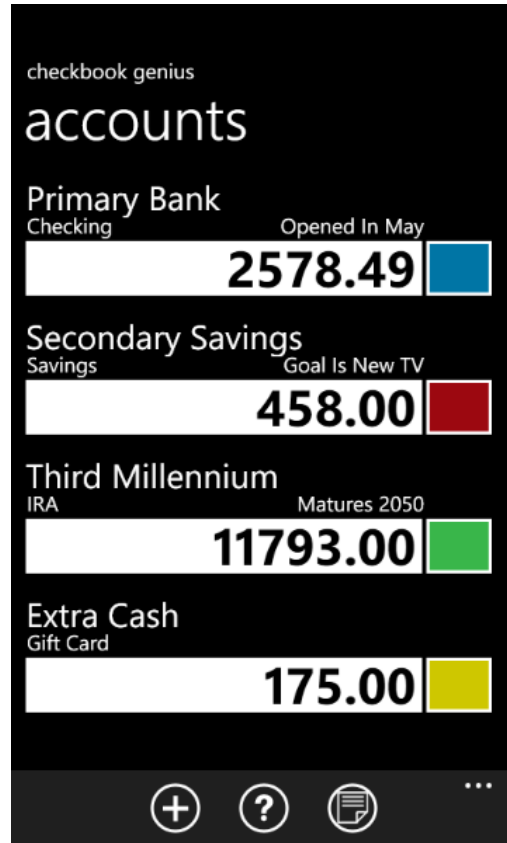 checkbook genius
accounts
Primary Bank
Checking Opened In May
2578.49
Secondary Savings
Savings Goal Is New TV
458.00
Third Millennium
IRA Matures 2050
11793.00
Extra Cash
Gift Card
175.00